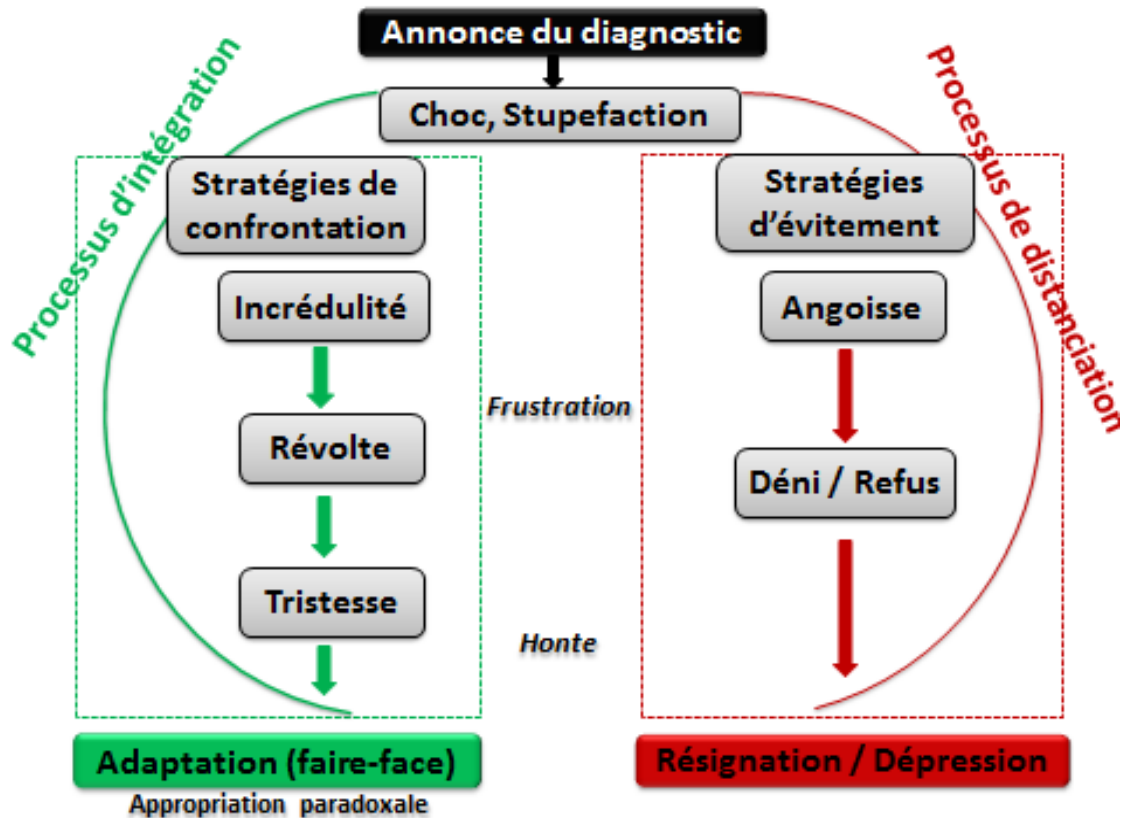 Annonce du diagnostic
Choc, Stupefaction
Processus d'intégration
Stratégies de
confrontation
Incrédulité
Révolte
Tristesse
Adaptation (faire-face)
Appropriation paradoxale
Frustration
Honte
Processus de distanciation
Stratégies
d'évitement
Angoisse
Déni / Refus
Résignation / Dépression